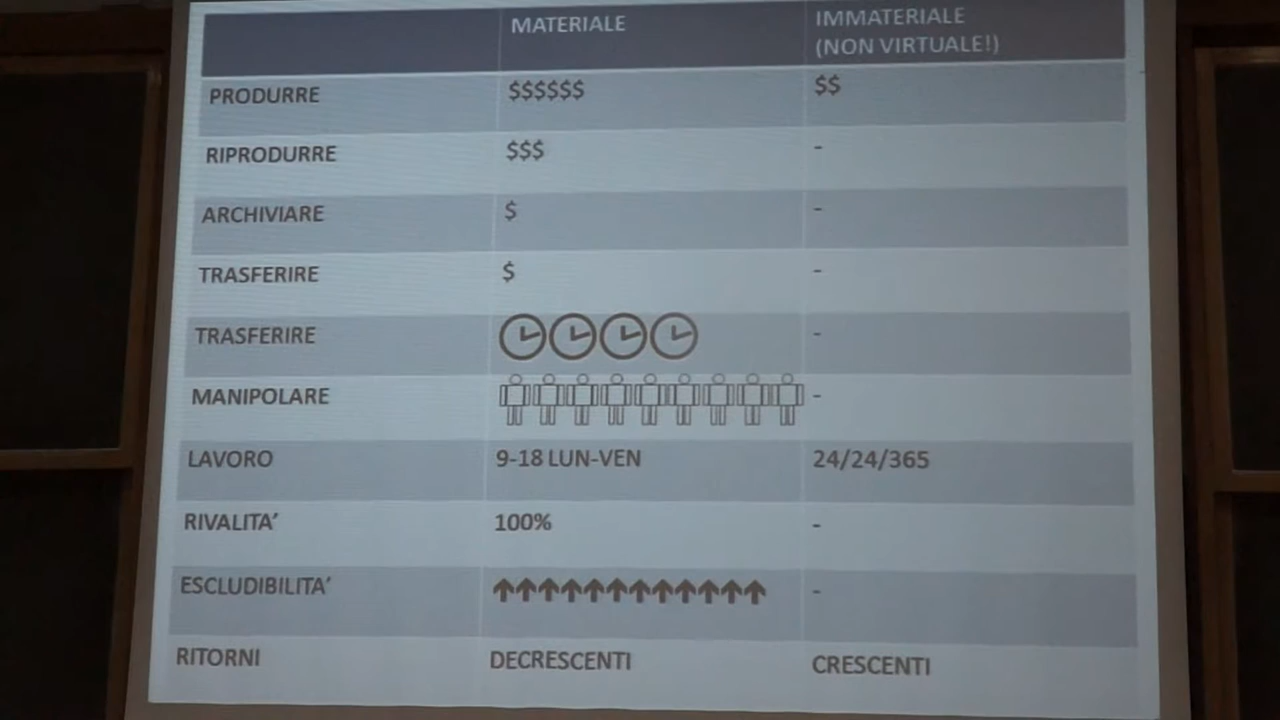 MATERIALE
IMMATERIALE
(NON VIRTUALE!)
PRODURRE $$$$$$ $$
RIPRODURRE $$$ -
ARCHIVIARE $ -
TRASFERIRE $ -
TRASFERIRE -
MANIPOLARE -
LAVORO 9-18 LUN-VEN 24/24/365
RIVALITA' 100% -
ESCLUDIBILITA' -
RITORNI DECRESCENTI CRESCENTI